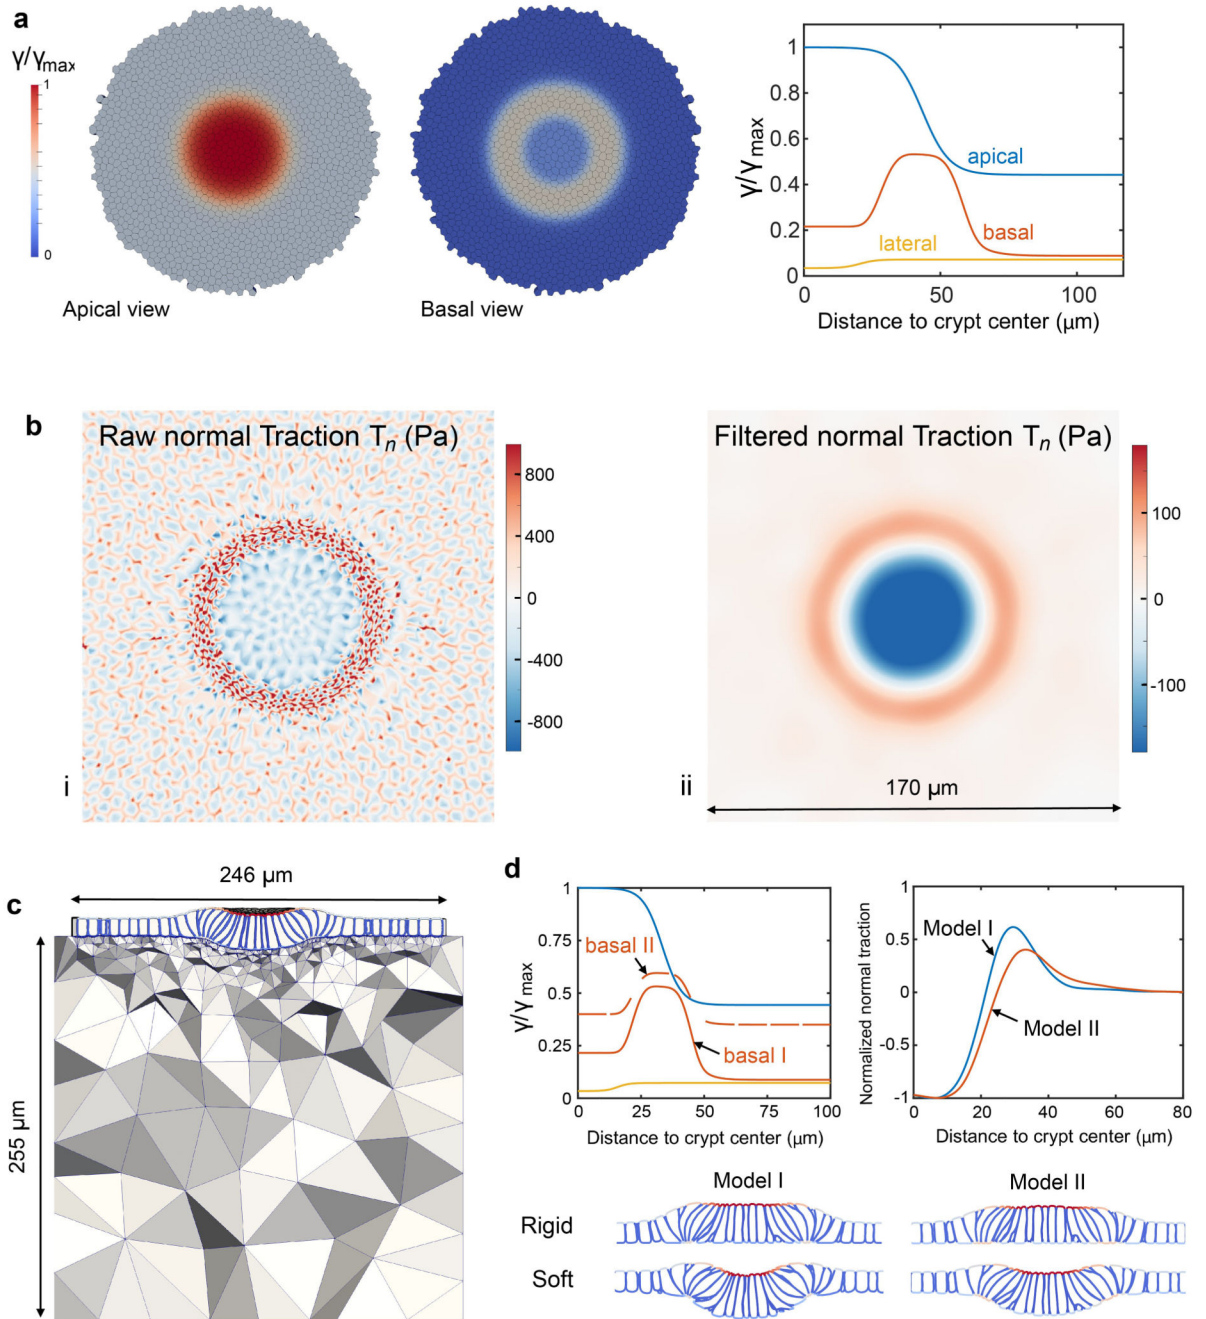 a
γ/γmax
1
0
Apical view
Basal view
γ/γmax
1
0.8
0.6
0.4
0.2
0
apical
basal
lateral
0
50
100
Distance to crypt center (µm)
b
Raw normal Traction Tn (Pa)
800
400
0
-400
-800
i
Filtered normal Traction Tn (Pa)
100
0
-100
ii
170 µm
c
246 µm
255 µm
d
γ/γmax
1
0.75
0.5
0.25
0
basal II
basal I
0
25
50
75
100
Distance to crypt center (µm)
Normalized normal traction
1
0.5
0
-0.5
-1
Model I
Model II
0
20
40
60
80
Distance to crypt center (µm)
Model I
Model II
Rigid
Soft